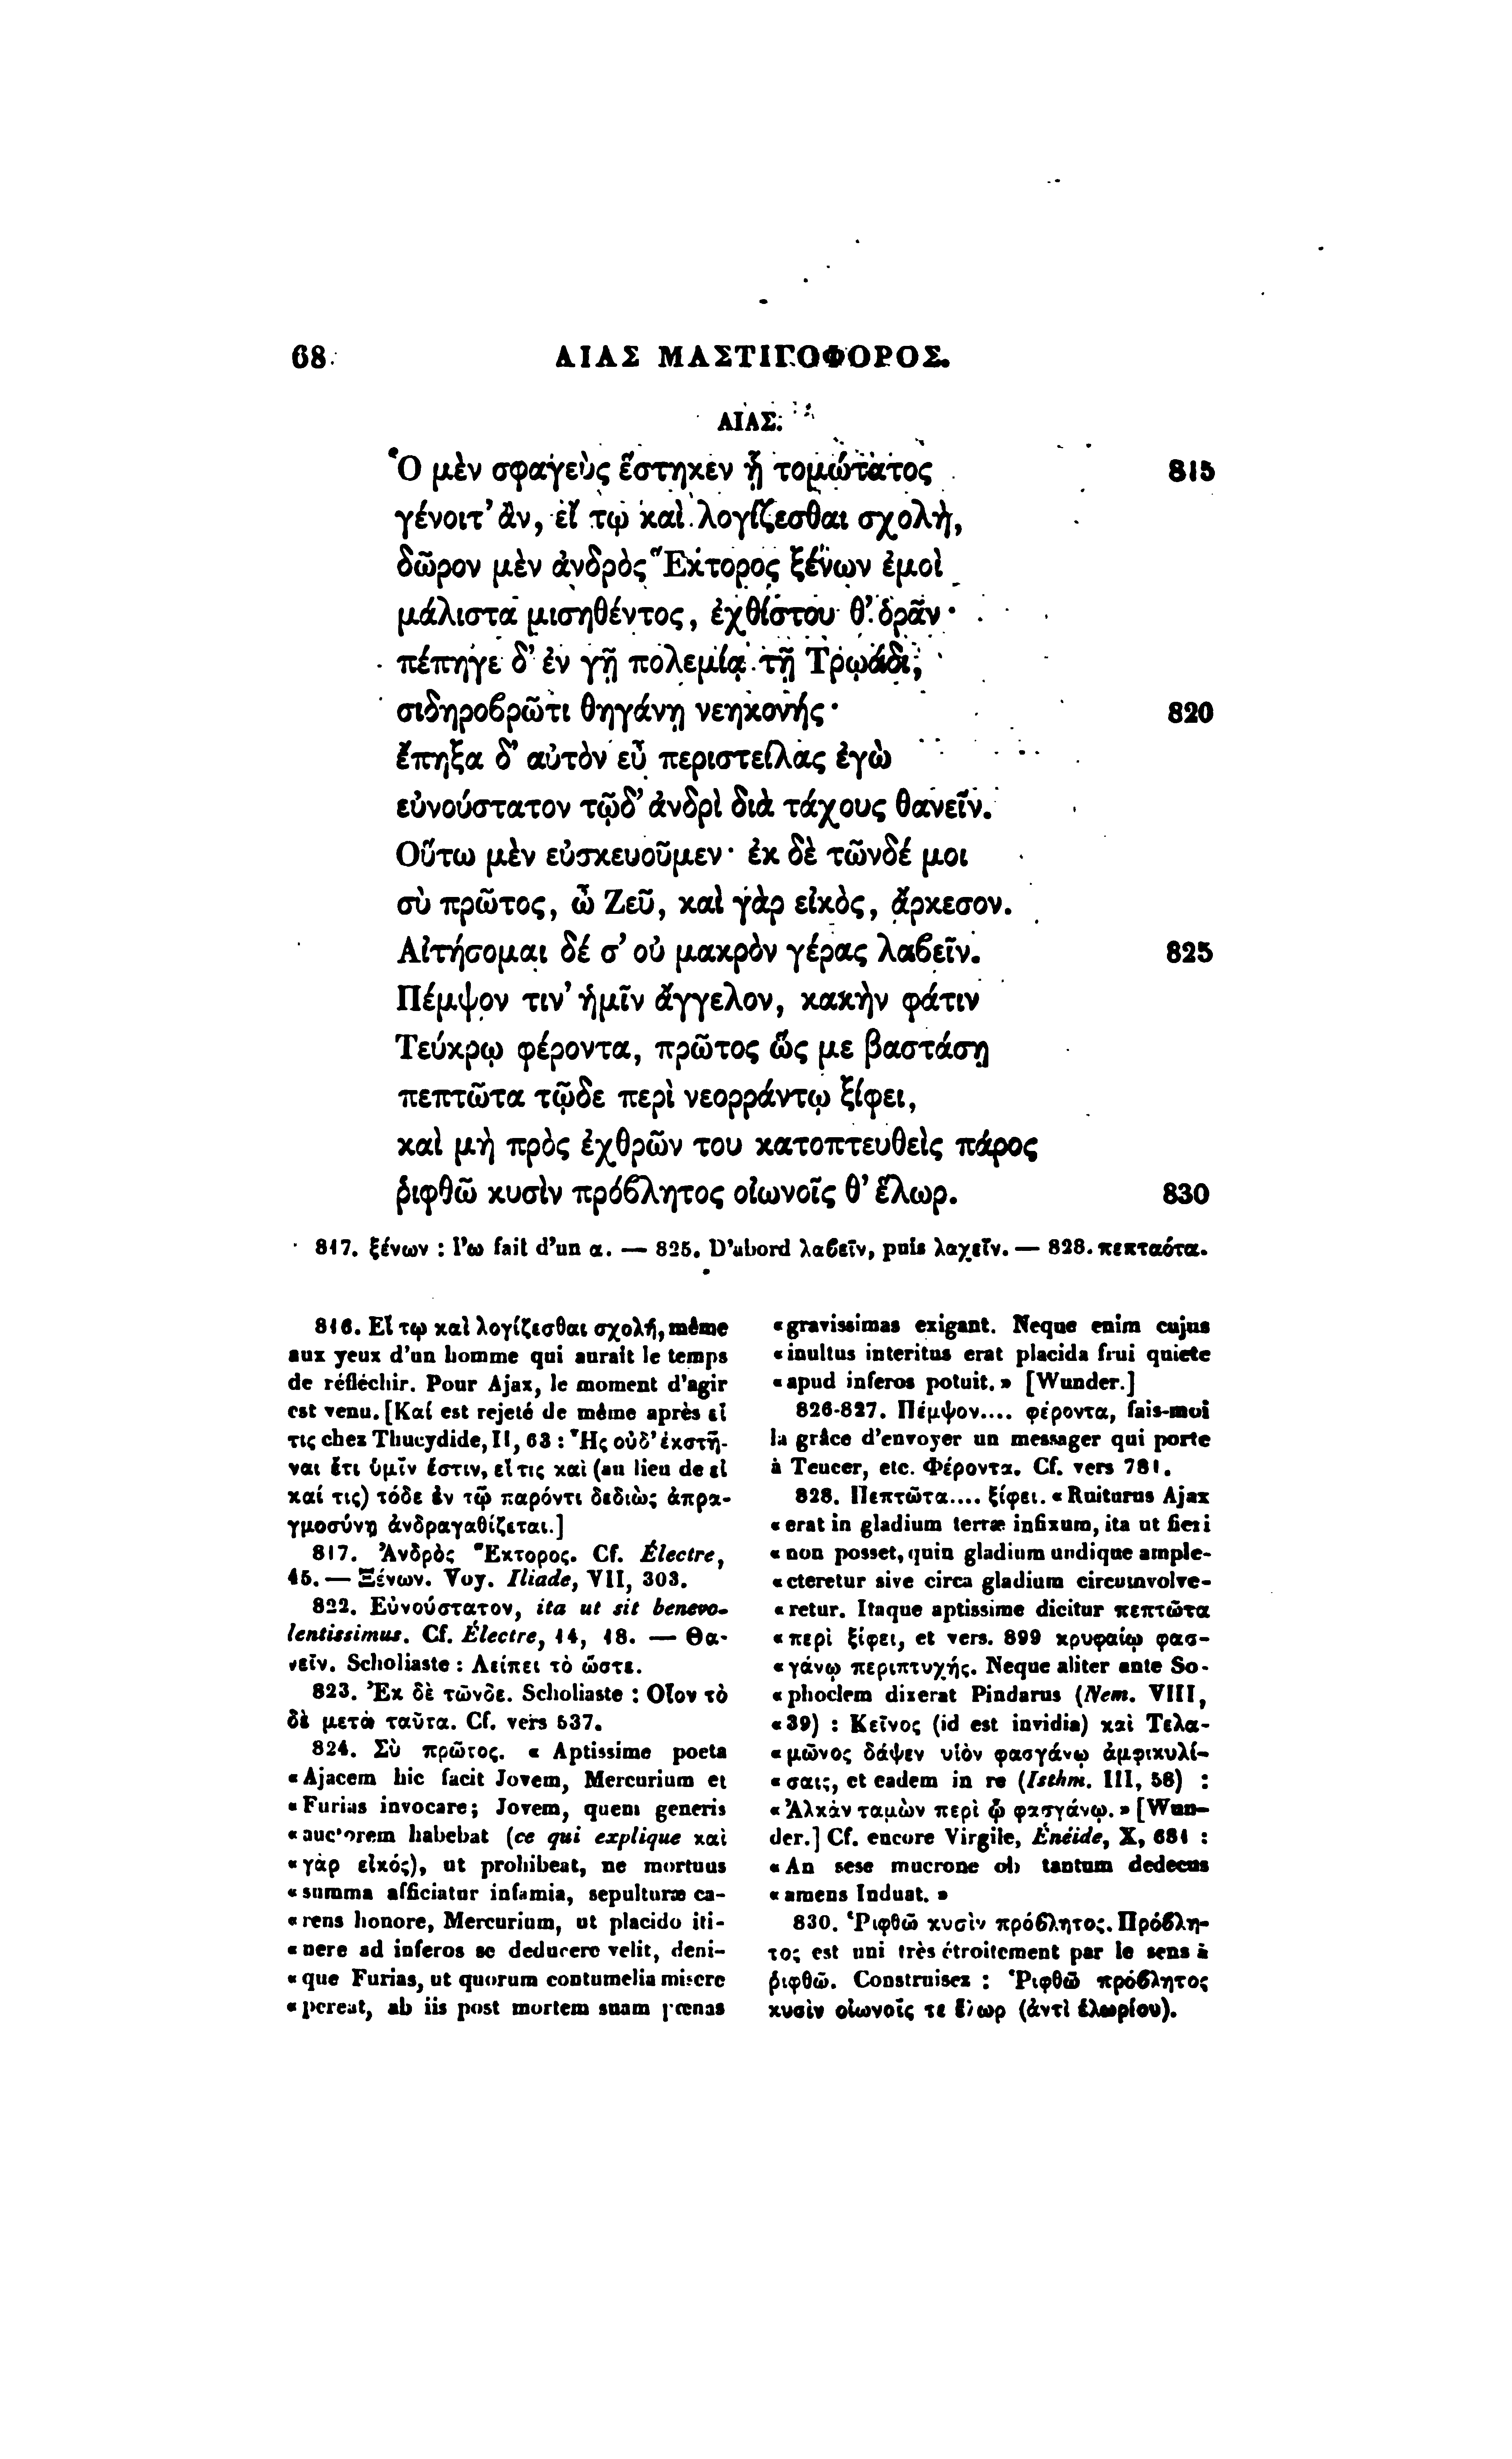 68
ΑΙΑΣ ΜΑΣΤΙΓΟΦΟΡΟΣ.
ΑΙΑΣ.
Ὁ μὲν σφαγεὺς ἕστηκεν ᾗ τομώτατος 815
γένοιτ’ ἂν, εἴ τῳ καὶ λογίζεσθαι σχολὴ,
δῶρον μὲν ἀνδρὸς Ἕκτορος ξένων ἐμοὶ
μάλιστα μισηθέντος, ἐχθίστου θ’ ὁρᾶν·
πέπηγε δ’ ἐν γῇ πολεμίᾳ τῇ Τρῳάδι,
σιδηροϐρῶτι θηγάνῃ νεηκονής· 820
ἔπηξα δ’ αὐτὸν εὖ περιστείλας ἐγὼ
εὐνούστατον τῷδ’ ἀνδρὶ διὰ τάχους θανεῖν.
Οὕτω μὲν εὐσκευοῦμεν· ἐκ δὲ τῶνδέ μοι
σὺ πρῶτος, ὦ Ζεῦ, καὶ γὰρ εἰκὸς, ἄρκεσον.
Αἰτήσομαι δέ σ’ οὐ μακρὸν γέρας λαϐεῖν. 825
Πέμψον τιν’ ἡμῖν ἄγγελον, κακὴν φάτιν
Τεύκρῳ φέροντα, πρῶτος ὥς με βαστάσῃ
πεπτῶτα τῷδε περὶ νεορράντῳ ξίφει,
καὶ μὴ πρὸς ἐχθρῶν του κατοπτευθεὶς πάρος
ῥιφθῶ κυσὶν πρόϐλητος οἰωνοῖς θ’ ἕλωρ. 830
817. ξένων : l’ω fait d’un α. — 825. D’abord λαϐεῖν, puis λαχεῖν. — 828. πεπταότα.
816. Εἴ τῳ καὶ λογίζεσθαι σχολή, même
aux yeux d’un homme qui aurait le temps
de réfléchir. Pour Ajax, le moment d’agir
est venu. [Καί est rejeté de même après εἴ
τις chez Thucydide, II, 63 : Ἧς οὐδ’ ἐκστῆ-
ναι ἔτι ὑμῖν ἔστιν, εἴ τις καὶ (au lieu de εἰ
καί τις) τόδε ἐν τῷ παρόντι δεδιὼς ἀπρα-
γμοσύνῃ ἀνδραγαθίζεται.]
817. Ἀνδρὸς Ἕκτορος. Cf. Électre,
45. — Ξένων. Voy. Iliade, VII, 303.
822. Εὐνούστατον, ita ut sit benevo-
lentissimus. Cf. Électre, 14, 18. — Θα-
νεῖν. Scholiaste : Λείπει τὸ ὥστε.
823. Ἐκ δὲ τῶνδε. Scholiaste : Οἷον τὸ
δὲ μετὰ ταῦτα. Cf. vers 537.
824. Σὺ πρῶτος. « Aptissime poeta
« Ajacem hic facit Jovem, Mercurium et
« Furias invocare; Jovem, quem generis
« auctorem habebat (ce qui explique καὶ
« γὰρ εἰκός), ut prohibeat, ne mortuus
« summa afficiatur infamia, sepulturæ ca-
« rens honore, Mercurium, ut placido iti-
« nere ad inferos se deducere velit, deni-
« que Furias, ut quorum contumelia misere
« pereat, ab iis post mortem suam pœnas
« gravissimas exigant. Neque enim cujus
« inultus interitus erat placida frui quiete
« apud inferos potuit. » [Wunder.]
826-827. Πέμψον.... φέροντα, fais-moi
la grâce d’envoyer un messager qui porte
à Teucer, etc. Φέροντα. Cf. vers 781.
828. Πεπτῶτα.... ξίφει. « Ruiturus Ajax
« erat in gladium terræ infixum, ita ut fieri
« non posset, quin gladium undique ample-
« cteretur sive circa gladium circumvolve-
« retur. Itaque aptissime dicitur πεπτῶτα
« περὶ ξίφει, et vers. 899 κρυφαίῳ φασ-
« γάνῳ περιπτυχής. Neque aliter ante So-
« phoclem dixerat Pindarus (Nem. VIII,
« 39) : Κεῖνος (id est invidia) καὶ Τελα-
« μῶνος δάψεν υἱὸν φασγάνῳ ἀμφικυλί-
« σαις, et eadem in re (Isthm. III, 58) :
« Ἀλκὰν ταμὼν περὶ ᾧ φασγάνῳ. » [Wun-
der.] Cf. encore Virgile, Énéide, X, 681 :
« An sese mucrone ob tantum dedecus
« amens Induat. »
830. Ῥιφθῶ κυσὶν πρόϐλητος. Πρόϐλη-
τος est uni très étroitement par le sens à
ῥιφθῶ. Construisez : Ῥιφθῶ πρόϐλητος
κυσὶν οἰωνοῖς τε ἕλωρ (ἀντὶ ἑλωρίου).